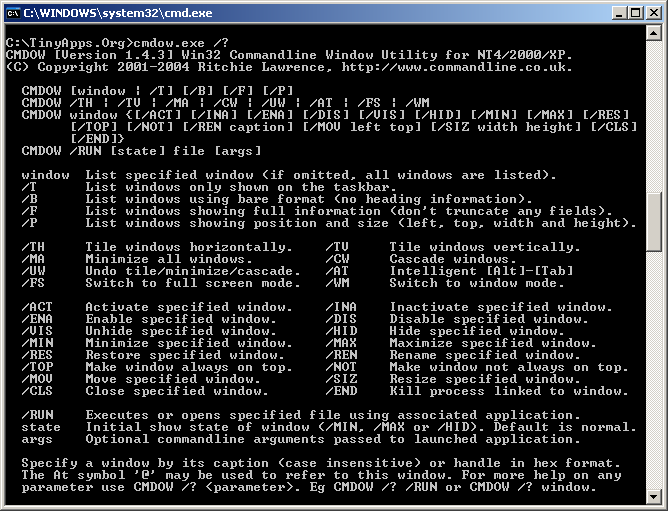 C:\WINDOWS\system32\cmd.exe
C:\TinyApps.Org>cmdow.exe /?
CMDOW [Version 1.4.3] Win32 Commandline Window Utility for NT4/2000/XP.
(C) Copyright 2001-2004 Ritchie Lawrence, http://www.commandline.co.uk.
CMDOW [window ¦ /T] [/B] [/F] [/P]
CMDOW /TH ¦ /TV ¦ /MA ¦ /CW ¦ /UW ¦ /AT ¦ /FS ¦ /WM
CMDOW window {[/ACT] [/INA] [/ENA] [/DIS] [/VIS] [/HID] [/MIN] [/MAX] [/RES]
[/TOP] [/NOT] [/REN caption] [/MOV left top] [/SIZ width height] [/CLS]
[/END]}
CMDOW /RUN [state] file [args]
window List specified window (if omitted, all windows are listed).
/T List windows only shown on the taskbar.
/B List windows using bare format (no heading information).
/F List windows showing full information (don't truncate any fields).
/P List windows showing position and size (left, top, width and height).
/TH Tile windows horizontally. /TV Tile windows vertically.
/MA Minimize all windows. /CW Cascade windows.
/UW Undo tile/minimize/cascade. /AT Intelligent [Alt]-[Tab]
/FS Switch to full screen mode. /WM Switch to window mode.
/ACT Activate specified window. /INA Inactivate specified window.
/ENA Enable specified window. /DIS Disable specified window.
/VIS Unhide specified window. /HID Hide specified window.
/MIN Minimize specified window. /MAX Maximize specified window.
/RES Restore specified window. /REN Rename specified window.
/TOP Make window always on top. /NOT Make window not always on top.
/MOV Move specified window. /SIZ Resize specified window.
/CLS Close specified window. /END Kill process linked to window.
/RUN Executes or opens specified file using associated application.
state Initial show state of window (/MIN, /MAX or /HID). Default is normal.
args Optional commandline arguments passed to launched application.
Specify a window by its caption (case insensitive) or handle in hex format.
The At symbol '@' may be used to refer to this window. For more help on any
parameter use CMDOW /? <parameter>. Eg CMDOW /? /RUN or CMDOW /? window.